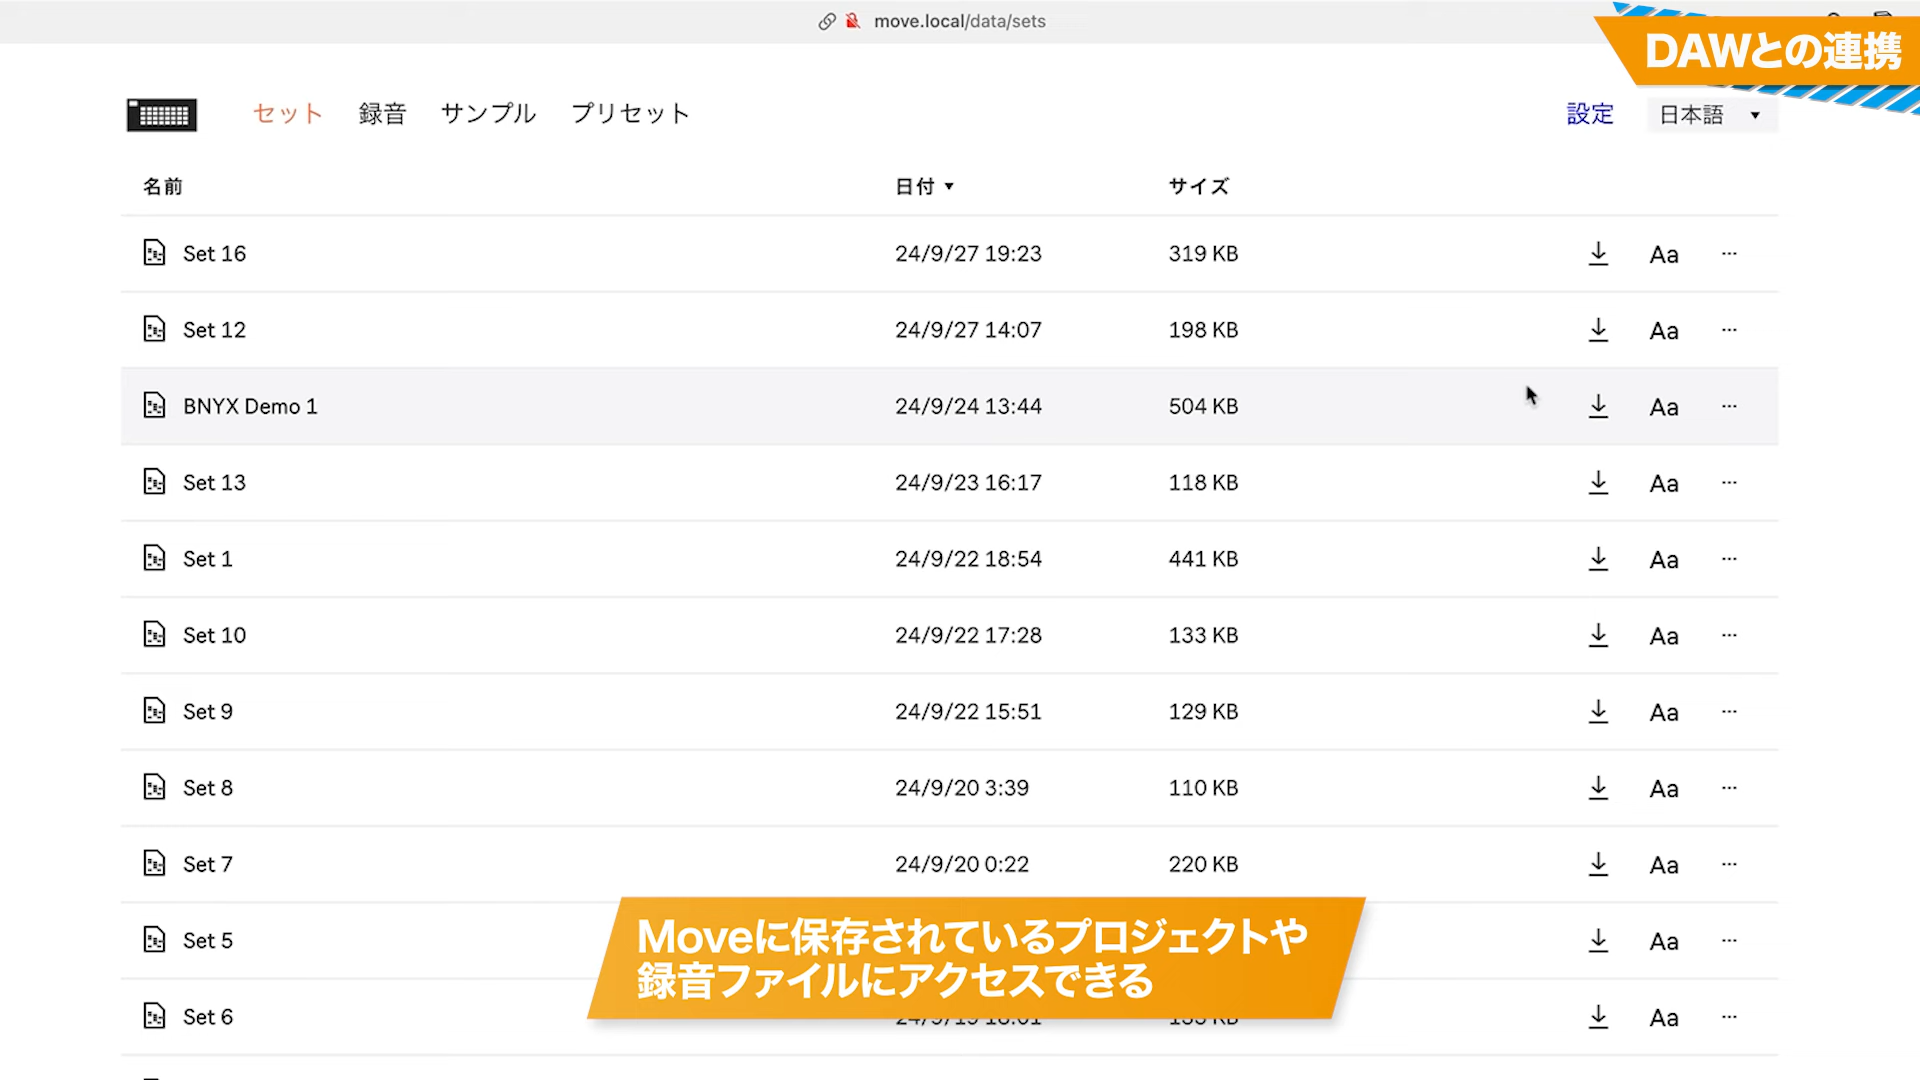 move.local/data/sets
DAWとの連携
セット 録音 サンプル プリセット 設定 日本語 ▼
名前 日付 ▼ サイズ
Set 16 24/9/27 19:23 319 KB Aa ...
Set 12 24/9/27 14:07 198 KB Aa ...
BNYX Demo 1 24/9/24 13:44 504 KB Aa ...
Set 13 24/9/23 16:17 118 KB Aa ...
Set 1 24/9/22 18:54 441 KB Aa ...
Set 10 24/9/22 17:28 133 KB Aa ...
Set 9 24/9/22 15:51 129 KB Aa ...
Set 8 24/9/20 3:39 110 KB Aa ...
Set 7 24/9/20 0:22 220 KB Aa ...
Set 5 Aa ...
Set 6 Aa ...
Moveに保存されているプロジェクトや
録音ファイルにアクセスできる